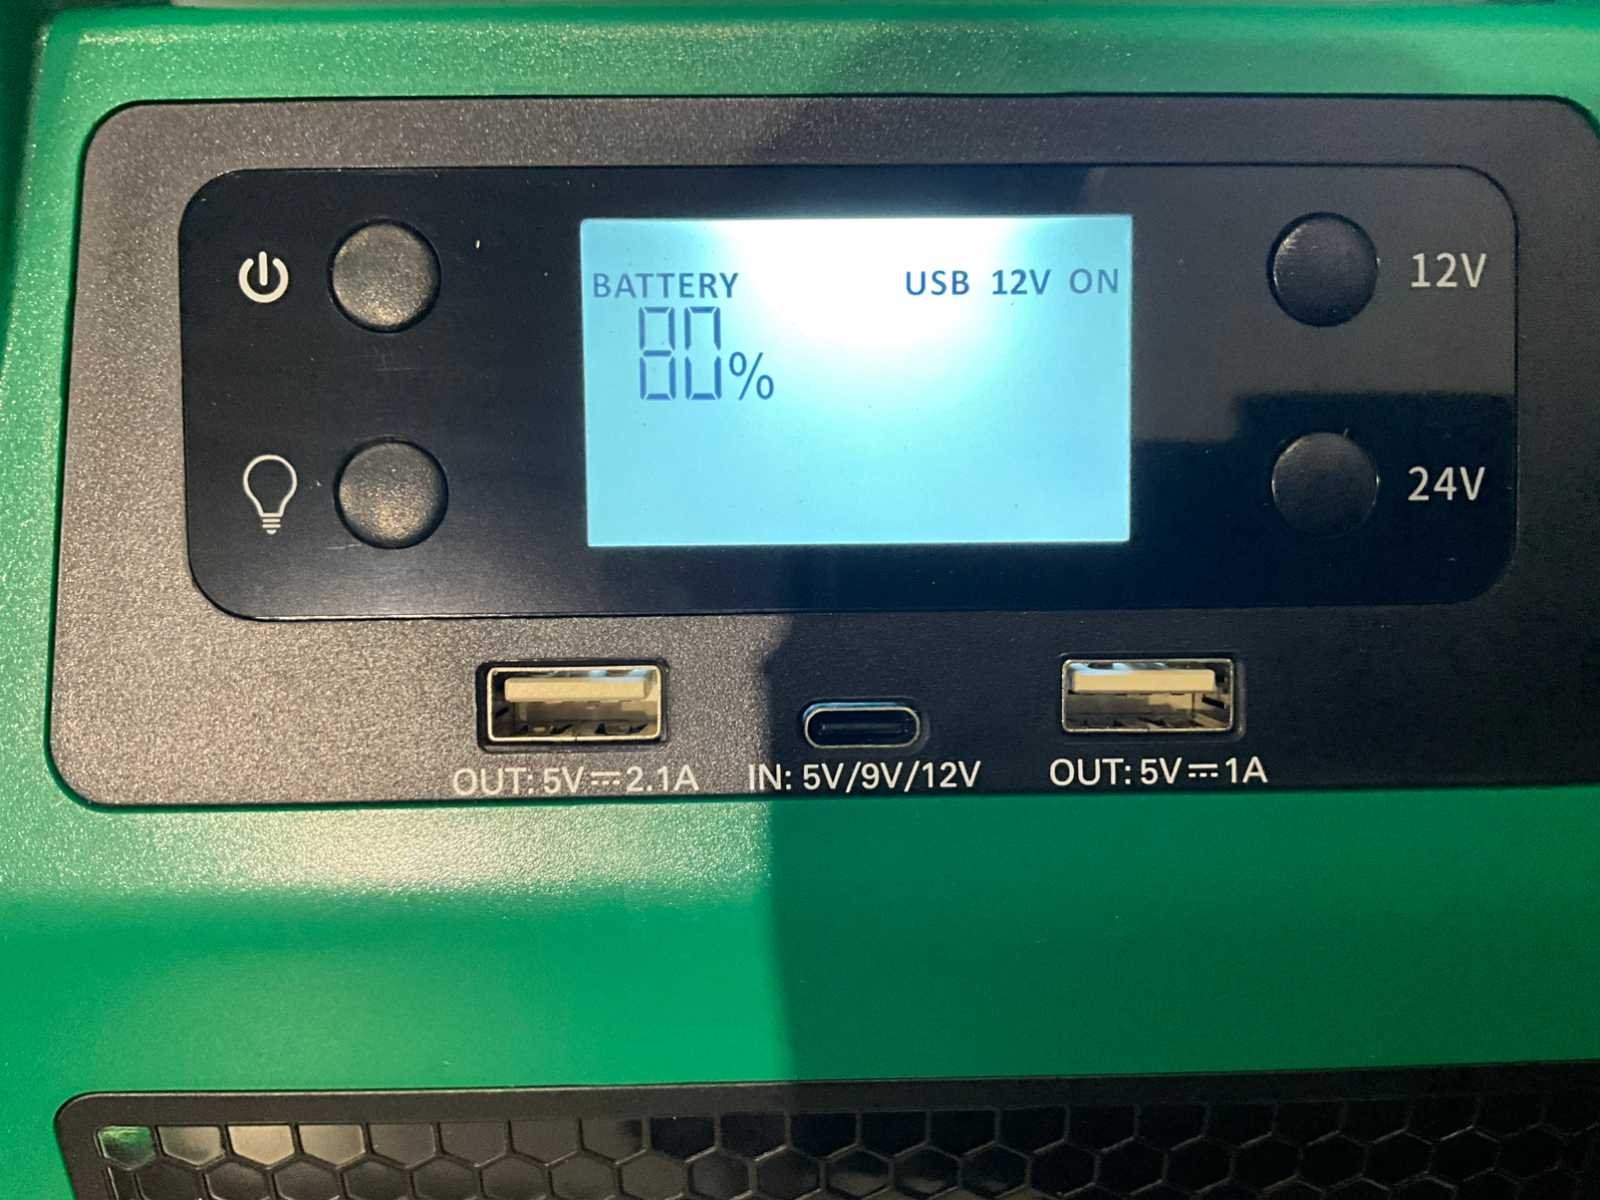 12V
BATTERY
USB 12V ON
80%
24V
OUT: 5V⎓2.1A
IN: 5V/9V/12V
OUT: 5V⎓1A